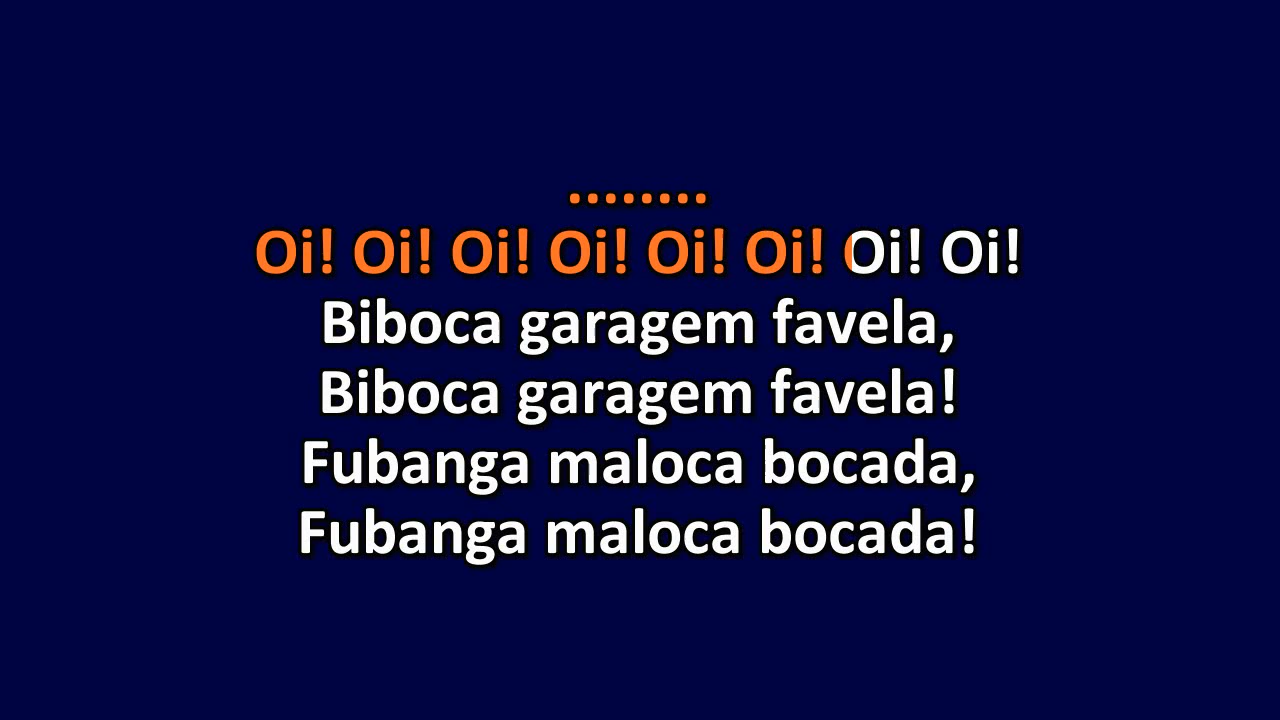 ........
Oi! Oi! Oi! Oi! Oi! Oi! Oi! Oi!
Biboca garagem favela,
Biboca garagem favela!
Fubanga maloca bocada,
Fubanga maloca bocada!